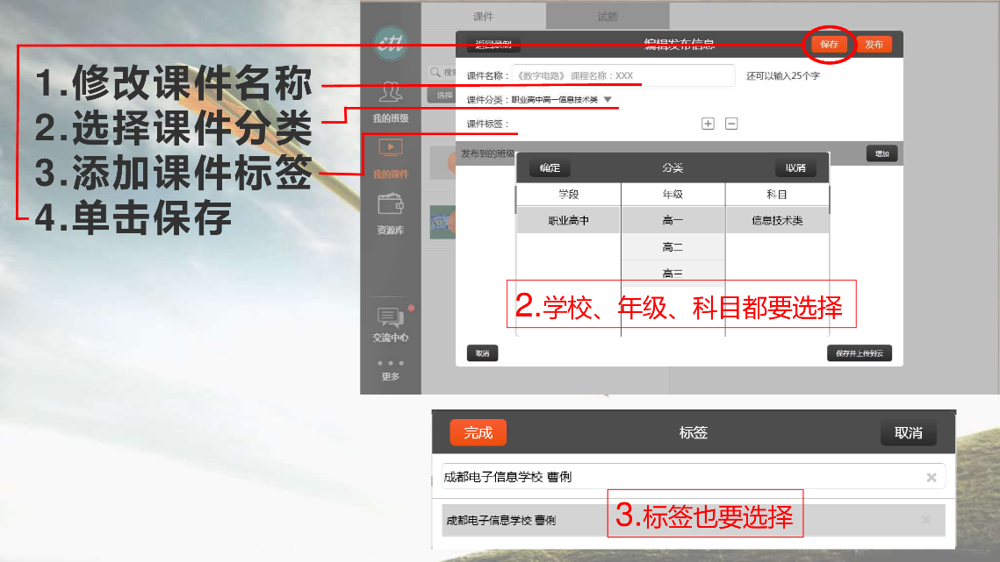 1.修改课件名称
2.选择课件分类
3.添加课件标签
4.单击保存
课件
试题
返回录制
编辑发布信息
保存
发布
搜索
选择
课件名称：
《数字电路》 课程名称：XXX
还可以输入25个字
课件分类：职业高中高一信息技术类
课件标签：
发布到的班级
增加
我的班级
我的课件
资源库
交流中心
更多
确定
分类
取消
学段
年级
科目
职业高中
高一
信息技术类
高二
高三
2.学校、年级、科目都要选择
取消
保存并上传到云
完成
标签
取消
成都电子信息学校 曹俐
成都电子信息学校 曹俐
3.标签也要选择